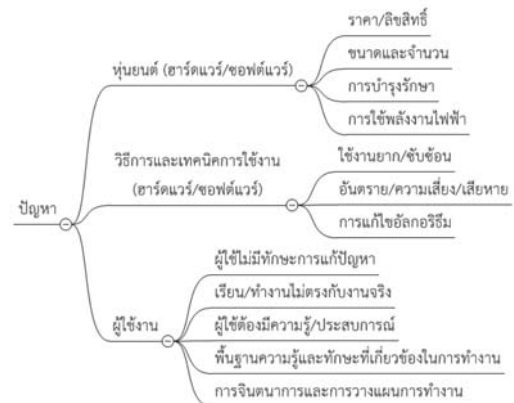 ราคา/ลิขสิทธิ์
ขนาดและจำนวน
หุ่นยนต์ (ฮาร์ดแวร์/ซอฟต์แวร์)
การบำรุงรักษา
การใช้พลังงานไฟฟ้า
วิธีการและเทคนิคการใช้งาน
(ฮาร์ดแวร์/ซอฟต์แวร์)
ใช้งานยาก/ซับซ้อน
อันตราย/ความเสี่ยง/เสียหาย
การแก้ไขอัลกอริธึม
ปัญหา
ผู้ใช้งาน
ผู้ใช้ไม่มีทักษะการแก้ปัญหา
เรียน/ทำงานไม่ตรงกับงานจริง
ผู้ใช้ต้องมีความรู้/ประสบการณ์
พื้นฐานความรู้และทักษะที่เกี่ยวข้องในการทำงาน
การจินตนาการและการวางแผนการทำงาน